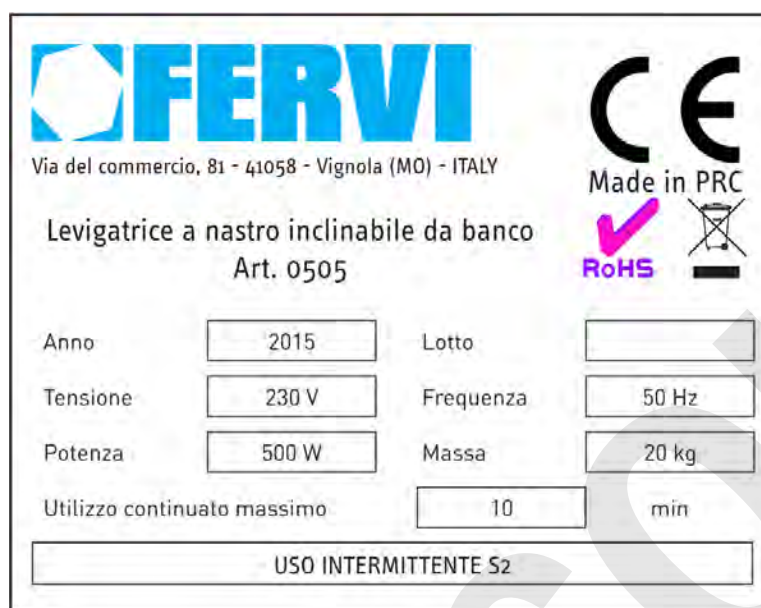 FERVI
CE
Via del commercio, 81 - 41058 - Vignola (MO) - ITALY
Made in PRC
Levigatrice a nastro inclinabile da banco
Art. 0505
RoHS
Anno 2015 Lotto
Tensione 230 V Frequenza 50 Hz
Potenza 500 W Massa 20 kg
Utilizzo continuato massimo 10 min
USO INTERMITTENTE S2